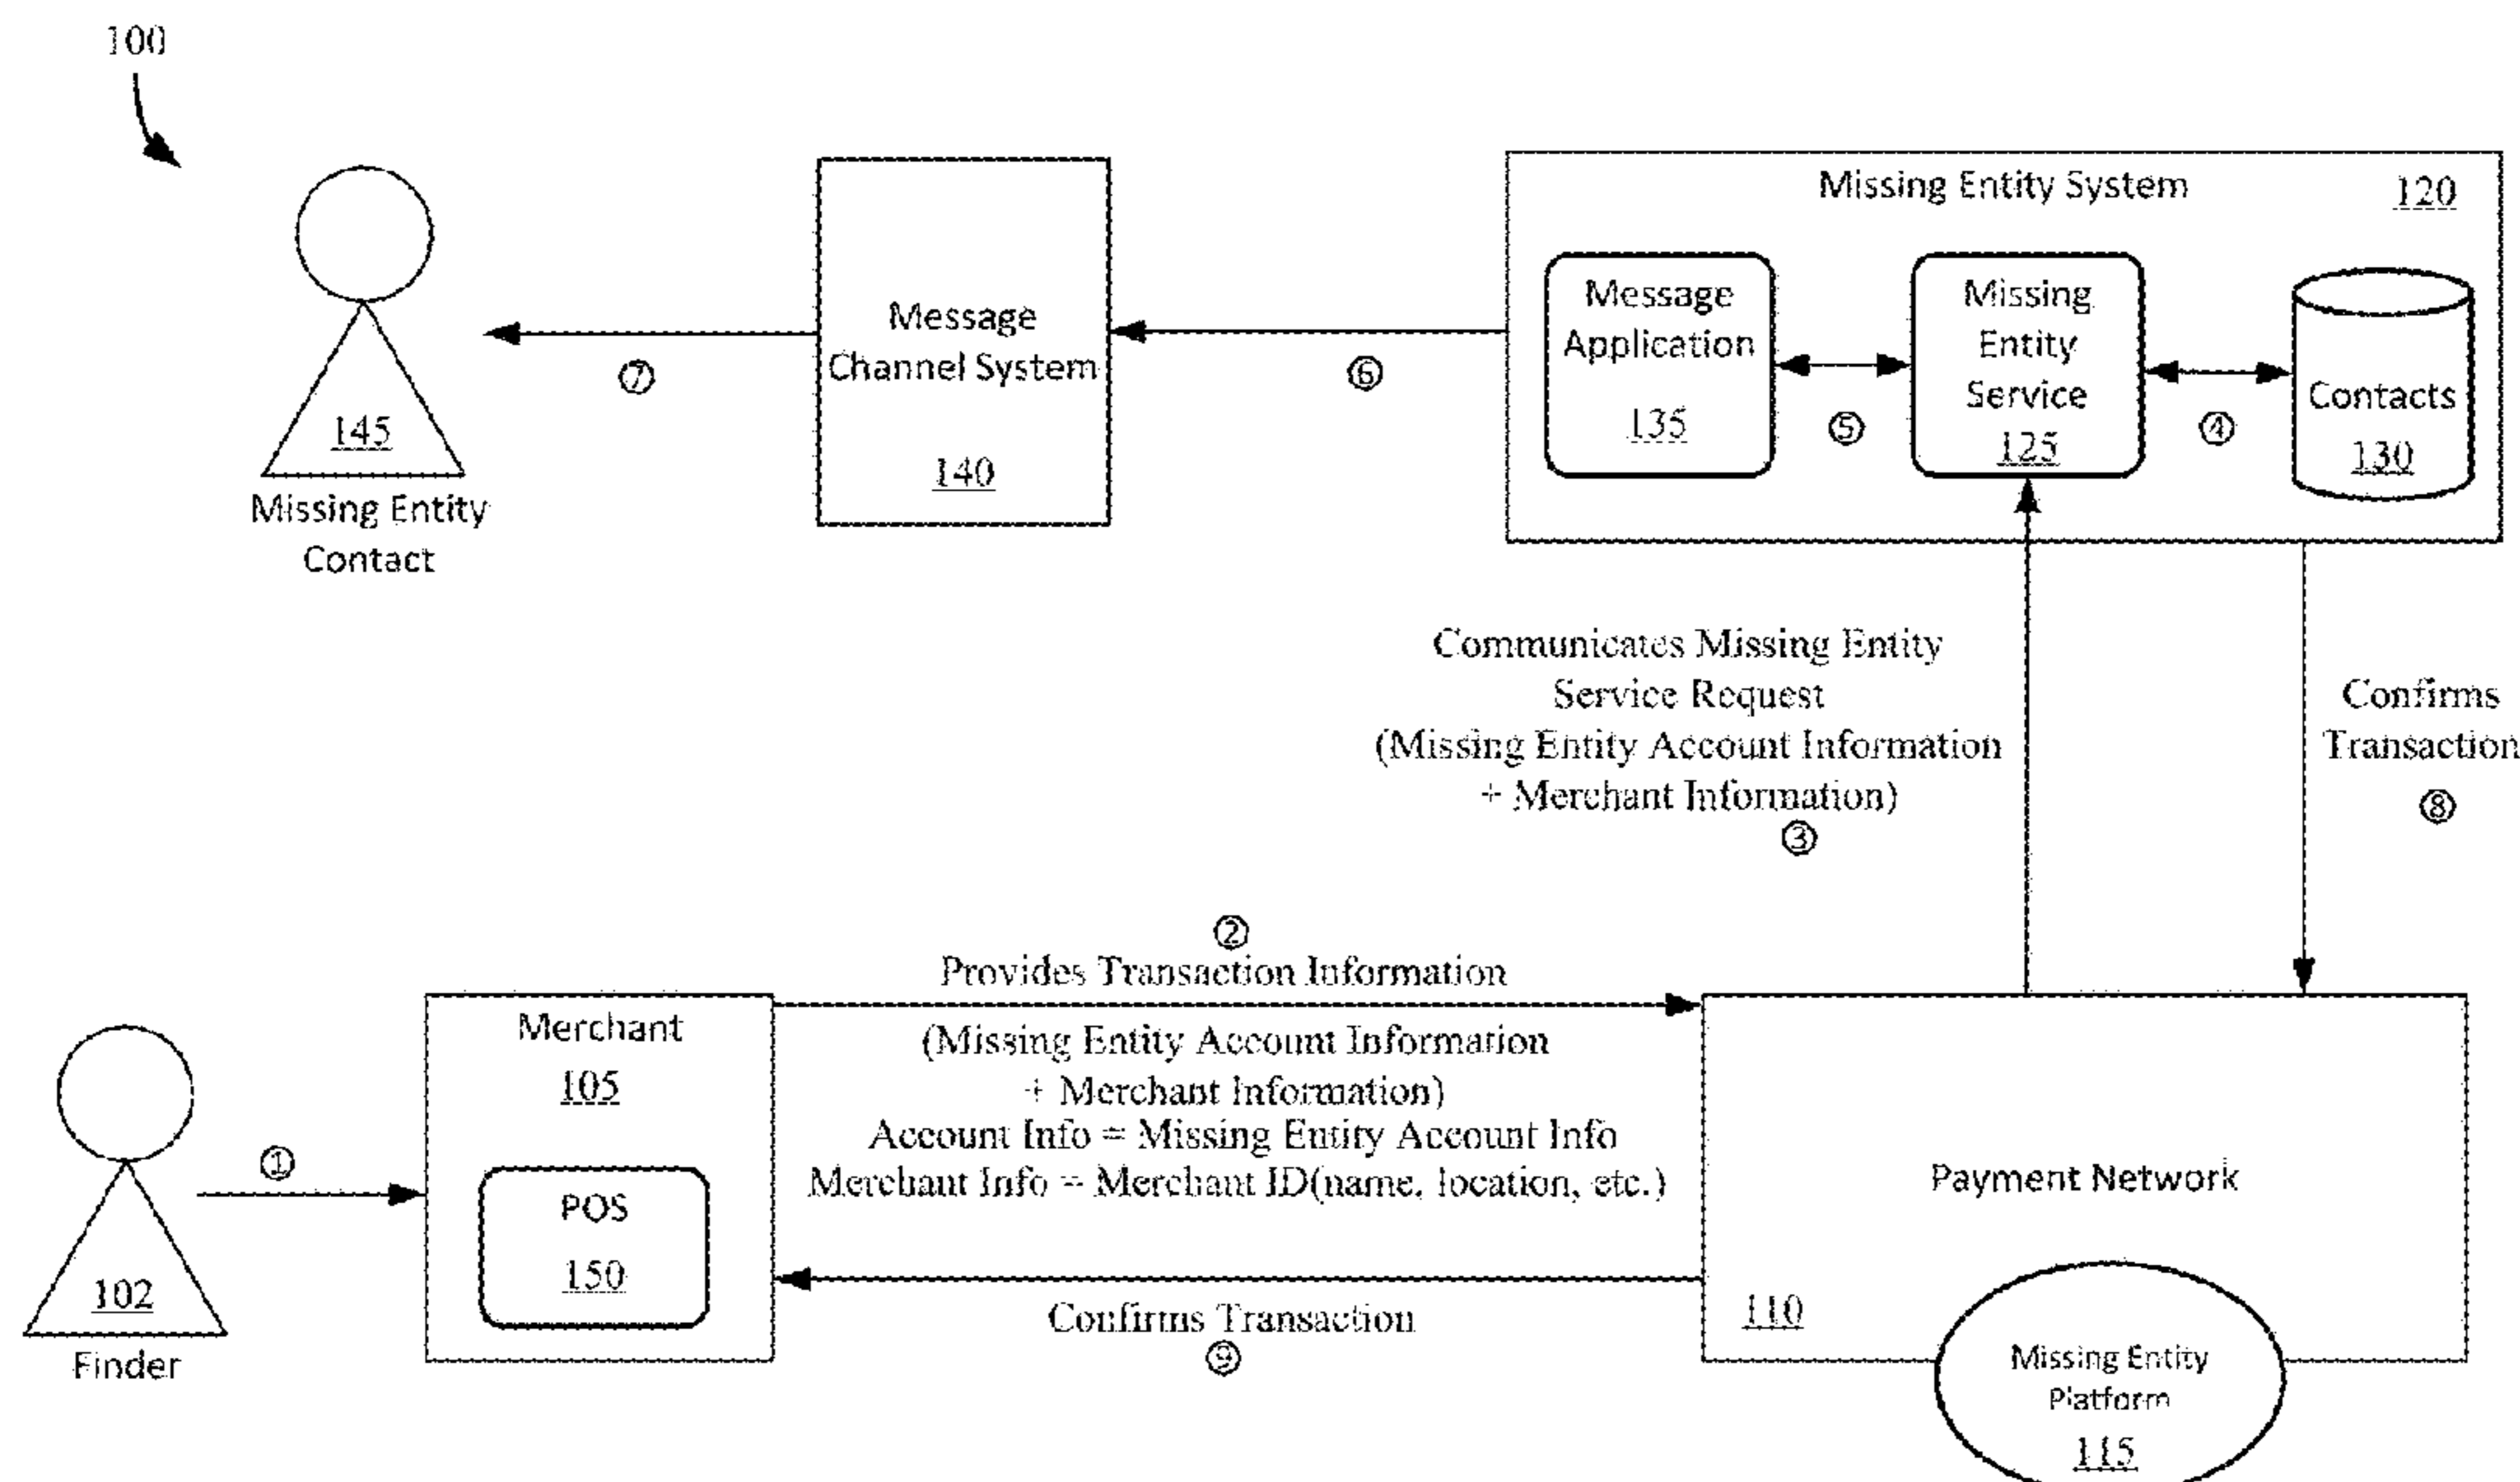 100
Missing Entity System
120
Message
Application
135
Missing
Entity
Service
125
Contacts
130
⑤
④
Message
Channel System
140
⑥
⑦
145
Missing Entity
Contact
Communicates Missing Entity
Service Request
(Missing Entity Account Information
+ Merchant Information)
③
Confirms
Transaction
⑧
②
Provides Transaction Information
(Missing Entity Account Information
+ Merchant Information)
Account Info = Missing Entity Account Info
Merchant Info = Merchant ID(name, location, etc.)
Merchant
105
POS
150
①
102
Finder
Confirms Transaction
⑨
Payment Network
110
Missing Entity
Platform
115